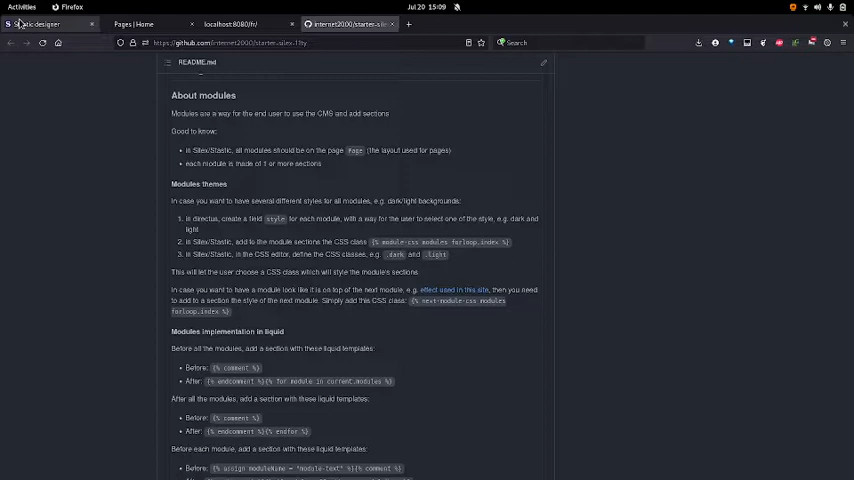 Activities
Firefox
Jul 20 15:09
Pages | Home
localhost:8080/fr/
internet2000/starter-silex
https://github.com/internet2000/starter-silex-11ty
Search
README.md
About modules
Modules are a way for the end user to use the CMS and add sections
Good to know:
• in Silex/Stastic, all modules should be on the page Page (the layout used for pages)
• each module is made of 1 or more sections
Modules themes
In case you want to have several different styles for all modules, e.g. dark/light backgrounds:
1. in directus, create a field style for each module, with a way for the user to select one of the style, e.g. dark and
light
2. in Silex/Stastic, add to the module sections the CSS class {% module-css modules forloop.index %}
3. in Silex/Stastic, in the CSS editor, define the CSS classes, e.g. .dark and .light
This will let the user choose a CSS class which will style the module's sections.
In case you want to have a module look like it is on top of the next module, e.g. effect used in this site, then you need
to add to a section the style of the next module. Simply add this CSS class: {% next-module-css modules
forloop.index %}
Modules implementation in liquid
Before all the modules, add a section with these liquid templates:
• Before: {% comment %}
• After: {% endcomment %}{% for module in current.modules %}
After all the modules, add a section with these liquid templates:
• Before: {% comment %}
• After: {% endcomment %}{% endfor %}
Before each module, add a section with these liquid templates:
• Before: {% assign moduleName = "module-text" %}{% comment %}